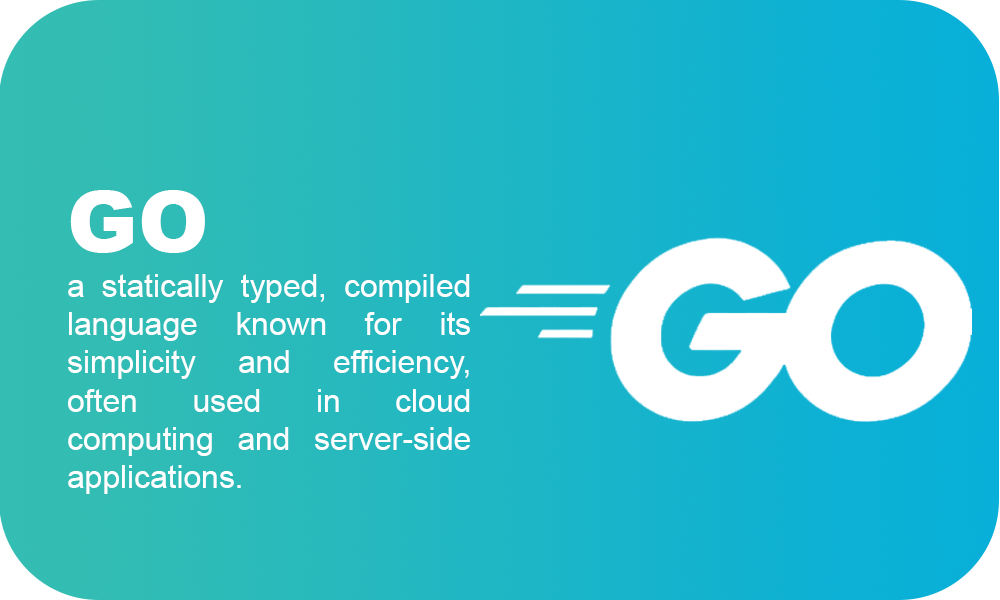 GO
a statically typed, compiled
language known for its
simplicity and efficiency,
often used in cloud
computing and server-side
applications.
GO